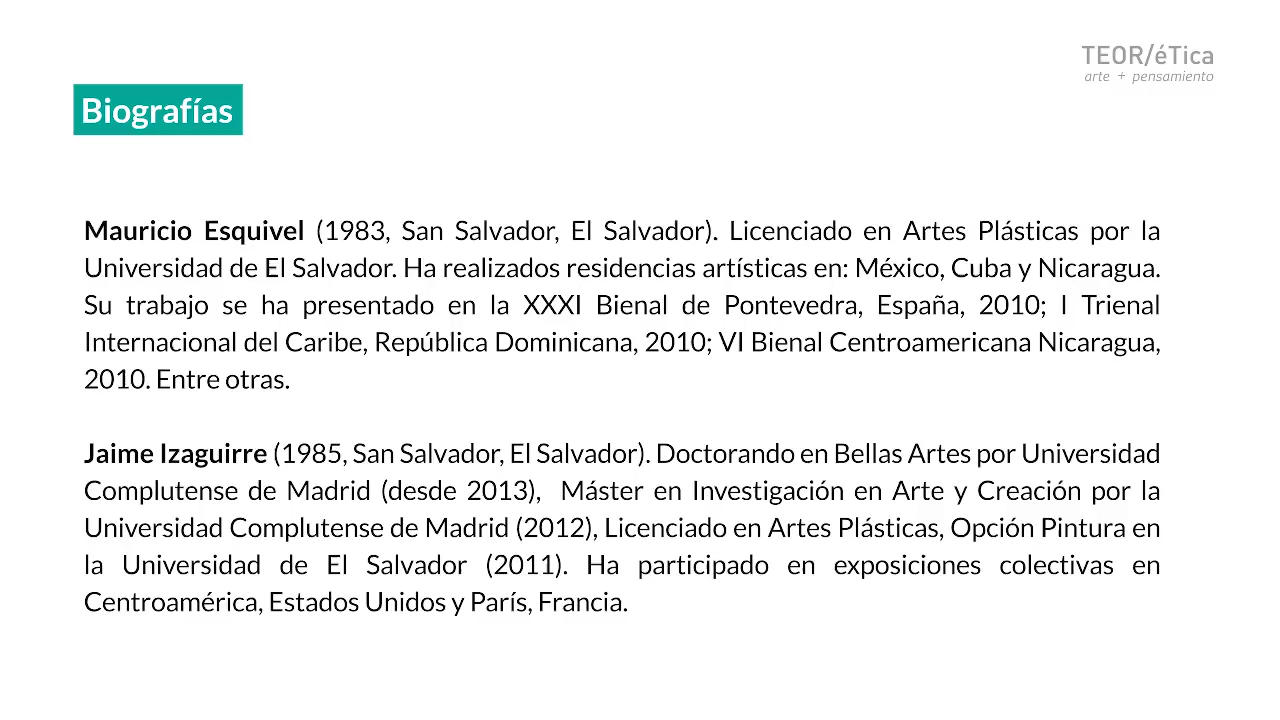 TEOR/éTica
arte + pensamiento
Biografías
Mauricio Esquivel (1983, San Salvador, El Salvador). Licenciado en Artes Plásticas por la
Universidad de El Salvador. Ha realizados residencias artísticas en: México, Cuba y Nicaragua.
Su trabajo se ha presentado en la XXXI Bienal de Pontevedra, España, 2010; I Trienal
Internacional del Caribe, República Dominicana, 2010; VI Bienal Centroamericana Nicaragua,
2010. Entre otras.
Jaime Izaguirre (1985, San Salvador, El Salvador). Doctorando en Bellas Artes por Universidad
Complutense de Madrid (desde 2013), Máster en Investigación en Arte y Creación por la
Universidad Complutense de Madrid (2012), Licenciado en Artes Plásticas, Opción Pintura en
la Universidad de El Salvador (2011). Ha participado en exposiciones colectivas en
Centroamérica, Estados Unidos y París, Francia.